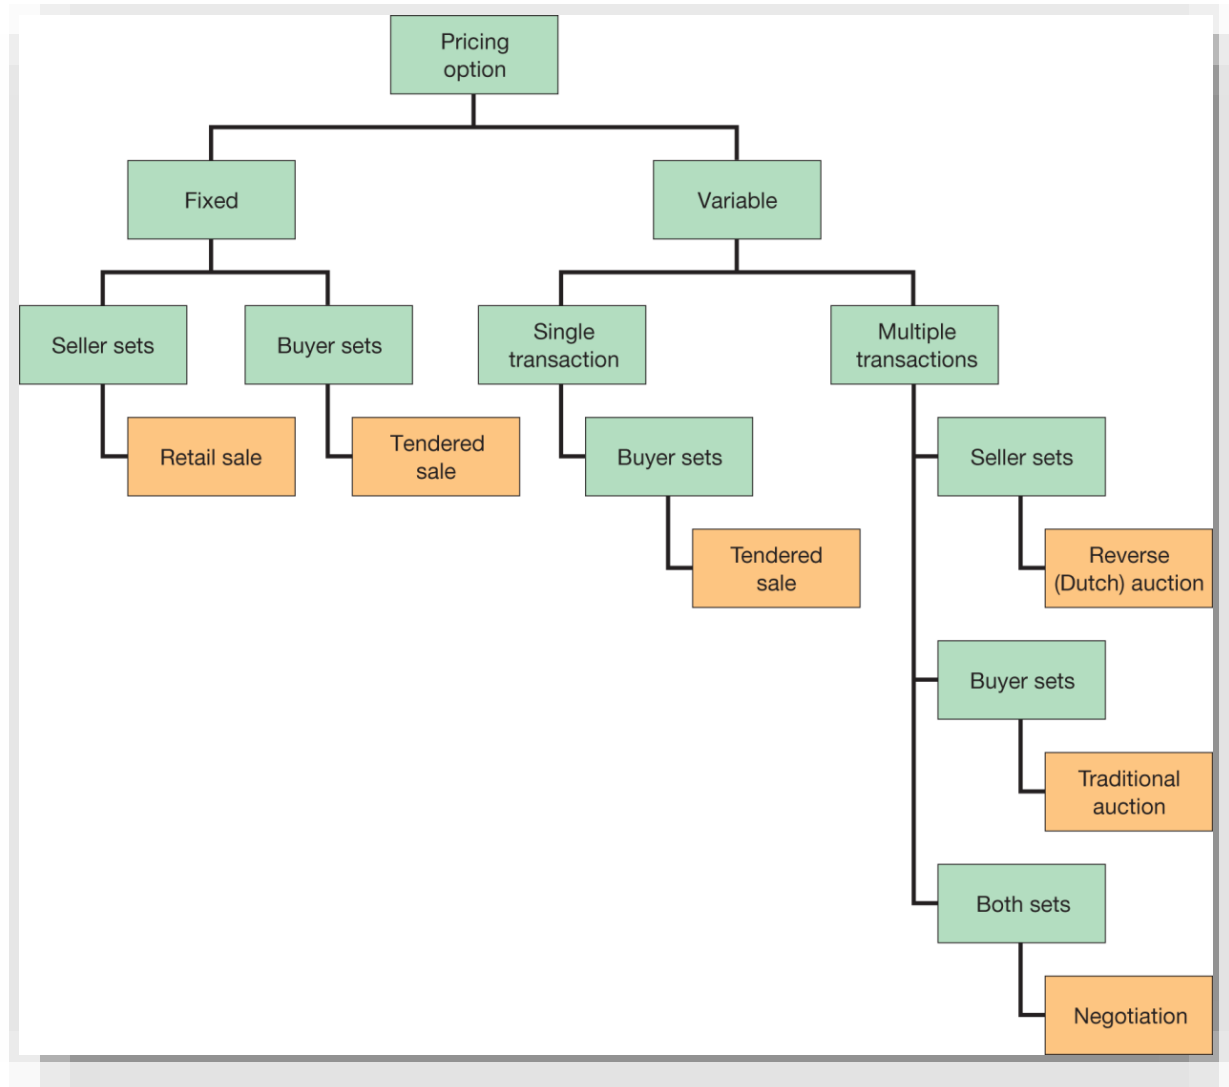 Pricing
option
Fixed
Variable
Seller sets
Buyer sets
Single
transaction
Multiple
transactions
Retail sale
Tendered
sale
Buyer sets
Seller sets
Tendered
sale
Reverse
(Dutch) auction
Buyer sets
Traditional
auction
Both sets
Negotiation